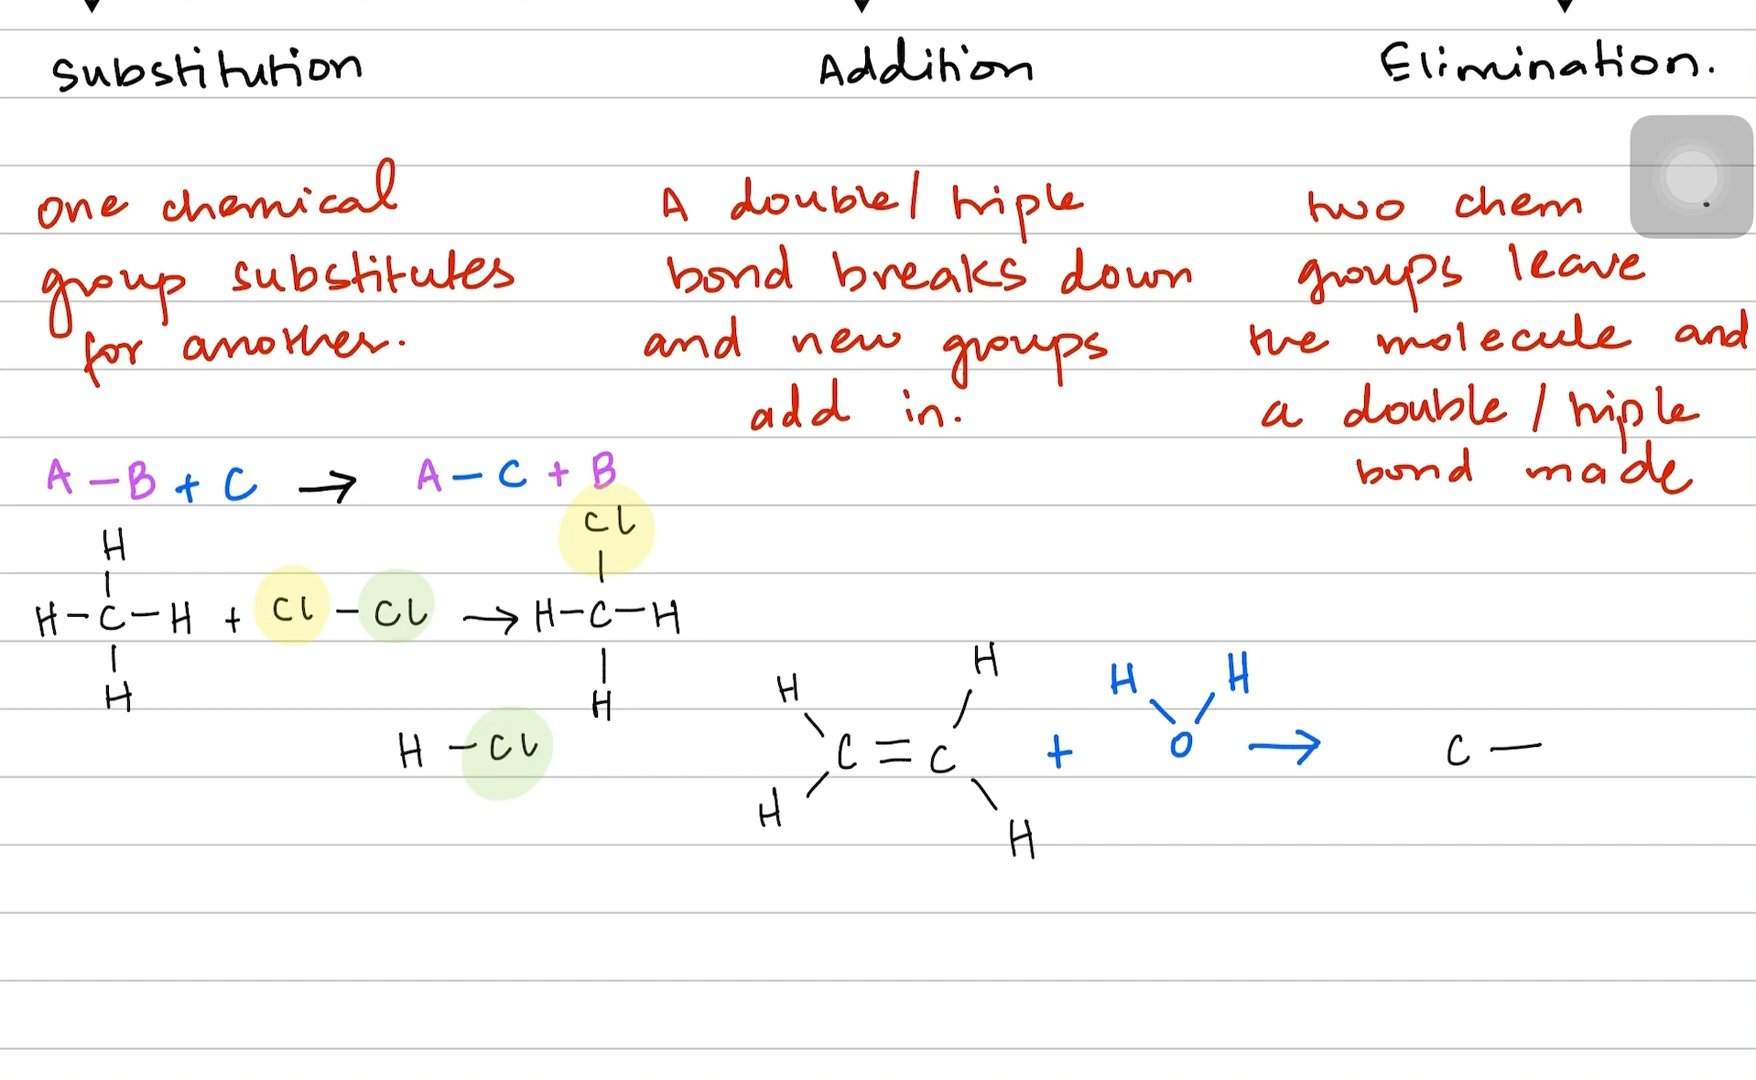 Substitution Addition Elimination.
one chemical
group substitutes
for another.
A double/triple
bond breaks down
and new groups
add in.
two chem
groups leave
the molecule and
a double/triple
bond made
A-B + C → A-C + B
H
H-C-H + Cl-Cl → H-C-H
H
Cl
H
H-Cl
H H
C=C + H O H → C-
H H